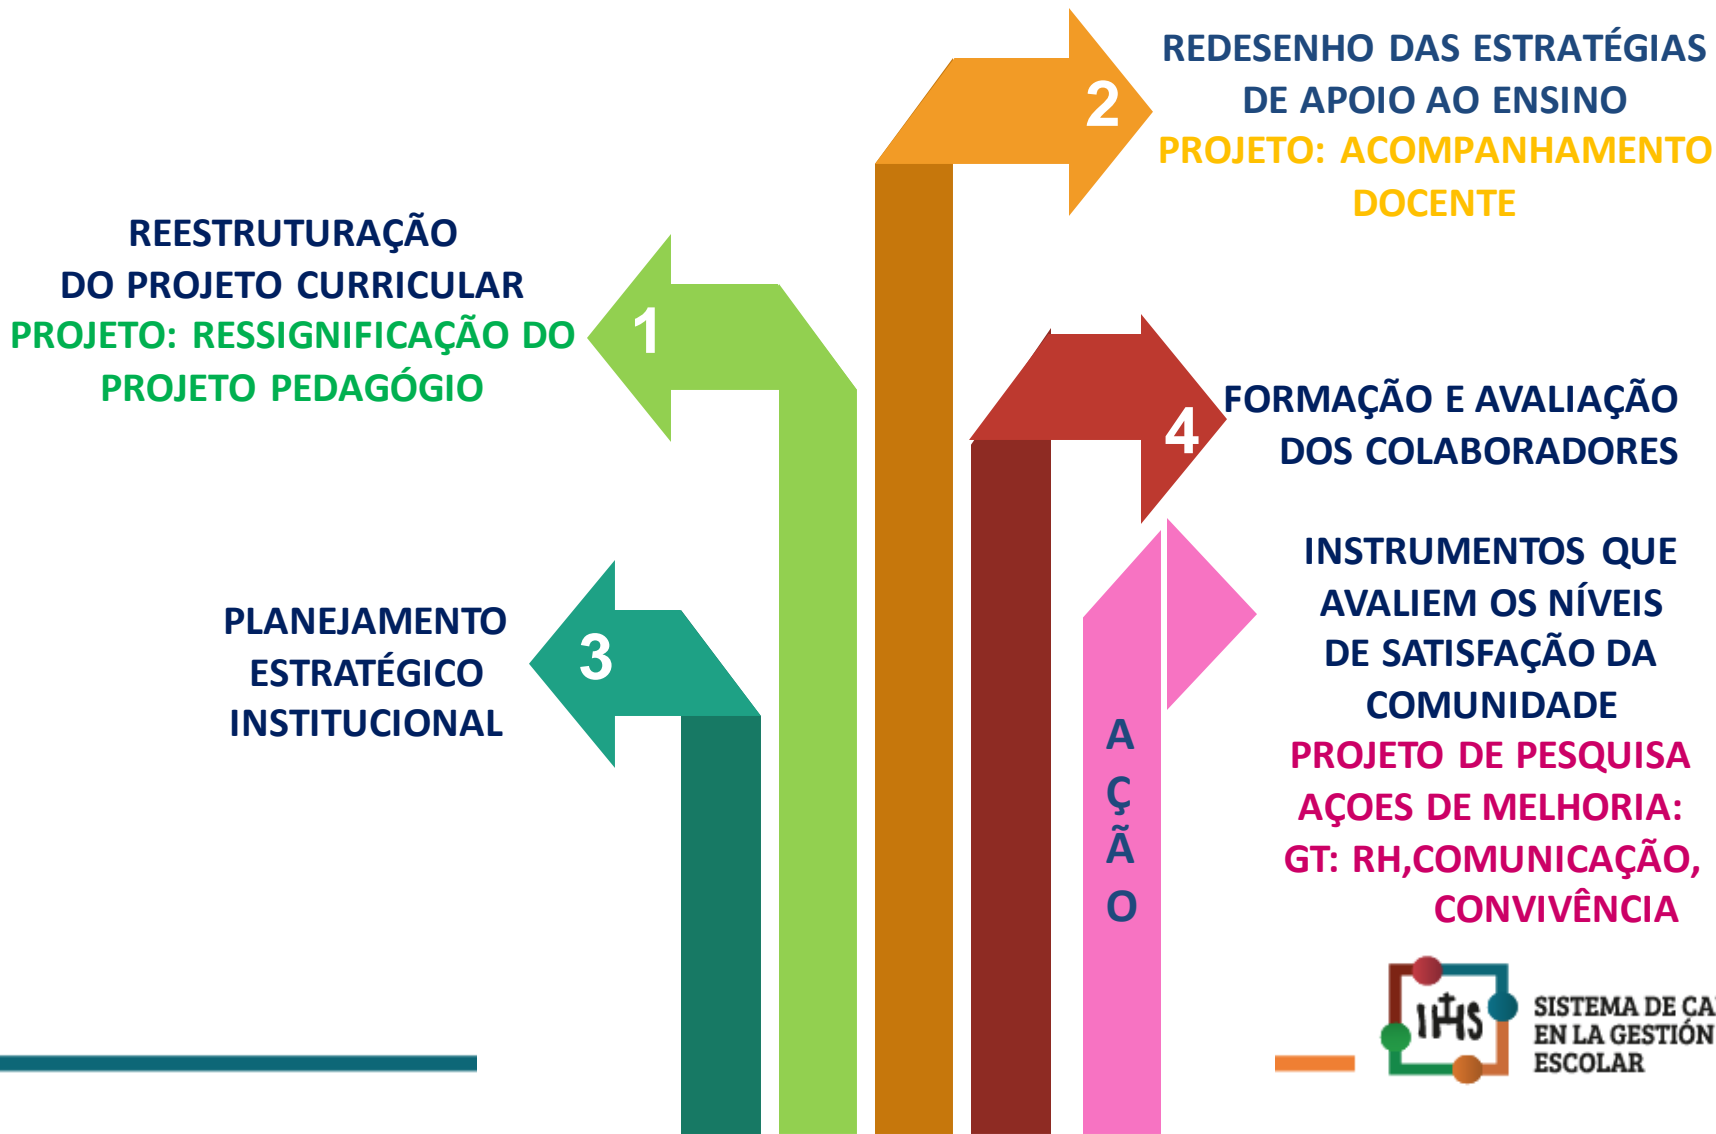 REESTRUTURAÇÃO
DO PROJETO CURRICULAR
PROJETO: RESSIGNIFICAÇÃO DO
PROJETO PEDAGÓGIO
1
2
REDESENHO DAS ESTRATÉGIAS
DE APOIO AO ENSINO
PROJETO: ACOMPANHAMENTO
DOCENTE
PLANEJAMENTO
ESTRATÉGICO
INSTITUCIONAL
3
4
FORMAÇÃO E AVALIAÇÃO
DOS COLABORADORES
A
Ç
Ã
O
INSTRUMENTOS QUE
AVALIEM OS NÍVEIS
DE SATISFAÇÃO DA
COMUNIDADE
PROJETO DE PESQUISA
AÇOES DE MELHORIA:
GT: RH,COMUNICAÇÃO,
CONVIVÊNCIA
IHS
SISTEMA DE
EN LA GESTIÓN
ESCOLAR